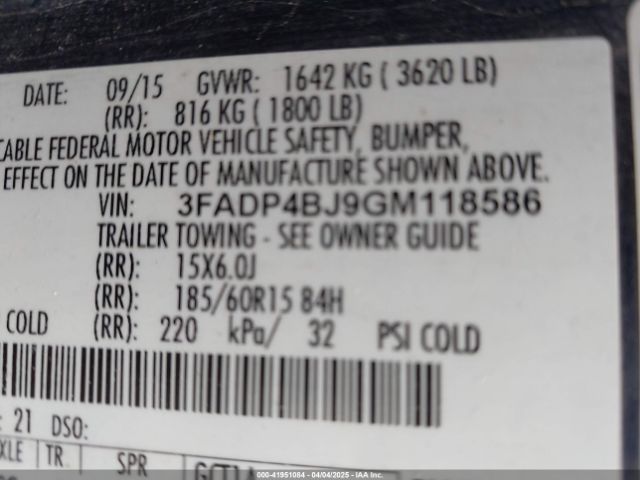 DATE: 09/15 GVWR: 1642 KG ( 3620 LB)
(RR): 816 KG ( 1800 LB)
CABLE FEDERAL MOTOR VEHICLE SAFETY, BUMPER,
EFFECT ON THE DATE OF MANUFACTURE SHOWN ABOVE.
VIN: 3FADP4BJ9GM118586
TRAILER TOWING - SEE OWNER GUIDE
(RR): 15X6.0J
(RR): 185/60R15 84H
COLD (RR): 220 kPa/ 32 PSI COLD
: 21 DSO:
XLE TR SPR
000-41951084 - 04/04/2025 - IAAI.COM